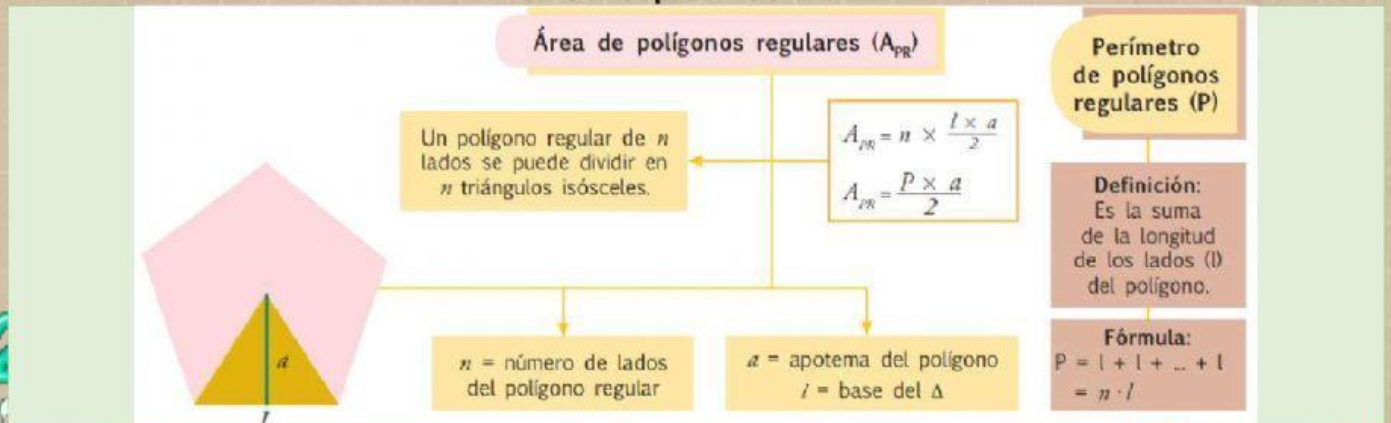 Área de polígonos regulares (A_PR)
Perímetro
de polígonos
regulares (P)
Un polígono regular de n
lados se puede dividir en
n triángulos isósceles.
A_PR = n × l × a / 2
A_PR = P × a / 2
Definición:
Es la suma
de la longitud
de los lados (l)
del polígono.
a
l
n = número de lados
del polígono regular
a = apotema del polígono
l = base del Δ
Fórmula:
P = l + l + ... + l
= n · l